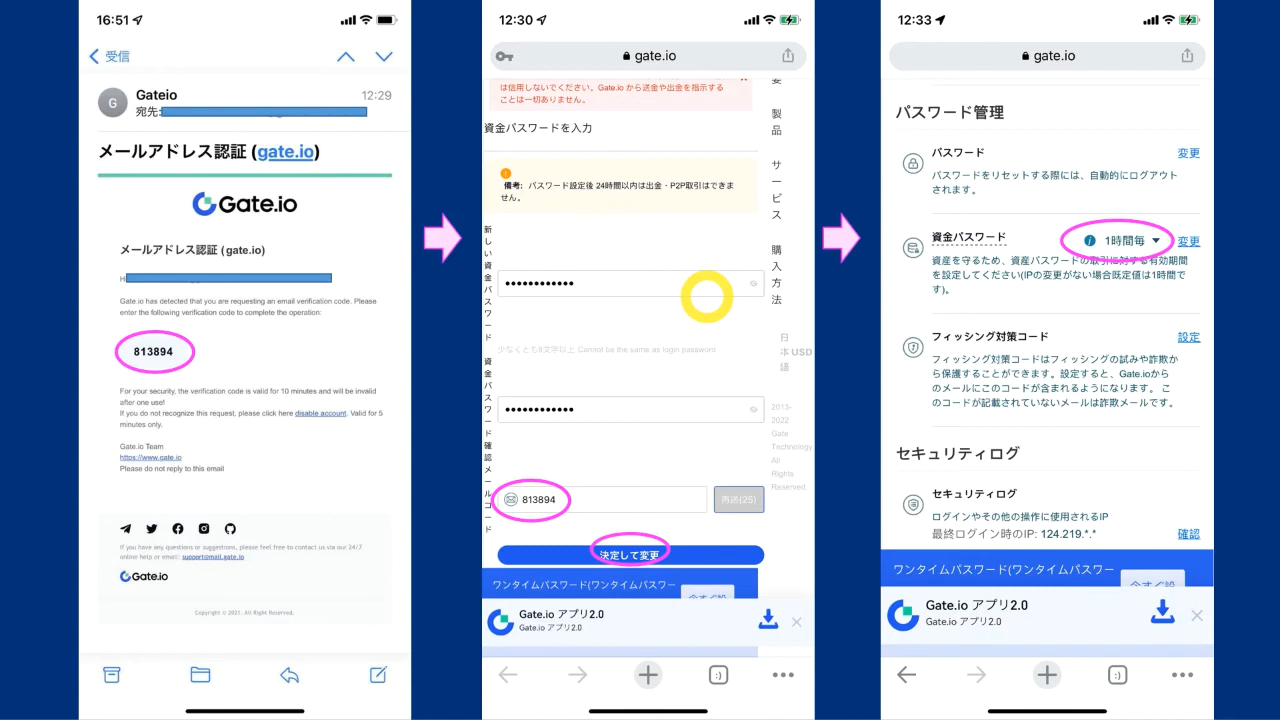 16:51
受信
G
Gateio
12:29
宛先:
メールアドレス認証 (gate.io)
Gate.io
メールアドレス認証 (gate.io)
H
Gate.io has detected that you are requesting an email verification code. Please
enter the following verification code to complete the operation:
813894
For your security, the verification code is valid for 10 minutes and will be invalid
after one use!
If you do not recognize this request, please click here disable account. Valid for 5
minutes only.
Gate.io Team
https://www.gate.io
Please do not reply to this email
If you have any questions or suggestions, please feel free to contact us via our 24/7
online help or email: support@mail.gate.io
Gate.io
Copyright © 2021. All Right Reserved.
12:30
gate.io
は信用しないでください。Gate.io から送金や出金を指示する
ことは一切ありません。
資金パスワードを入力
備考: パスワード設定後 24時間以内は出金・P2P取引はできま
せん。
新しい資金パスワード
●●●●●●●●●●●●
少なくとも8文字以上 Cannot be the same as login password
資金パスワード確認
●●●●●●●●●●●●
メールコード
813894
再送(25)
決定して変更
要
製品
サービス
購入方法
日本語
USD
2013-
2022
Gate
Technology.
All
Rights
Reserved.
ワンタイムパスワード(ワンタイムパスワー
今すぐ設
Gate.io アプリ2.0
Gate.io アプリ2.0
12:33
gate.io
パスワード管理
パスワード
変更
パスワードをリセットする際には、自動的にログアウト
されます。
資金パスワード
1時間毎
変更
資産を守るため、資産パスワードの取引に対する有効期間
を設定してください(IPの変更がない場合既定値は1時間で
す)。
フィッシング対策コード
設定
フィッシング対策コードはフィッシングの試みや詐欺か
ら保護することができます。設定すると、Gate.ioから
のメールにこのコードが含まれるようになります。 こ
のコードが記載されていないメールは詐欺メールです。
セキュリティログ
セキュリティログ
ログインやその他の操作に使用されるIP
最終ログイン時のIP: 124.219.*.*
確認
ワンタイムパスワード(ワンタイムパスワー
今すぐ設
Gate.io アプリ2.0
Gate.io アプリ2.0